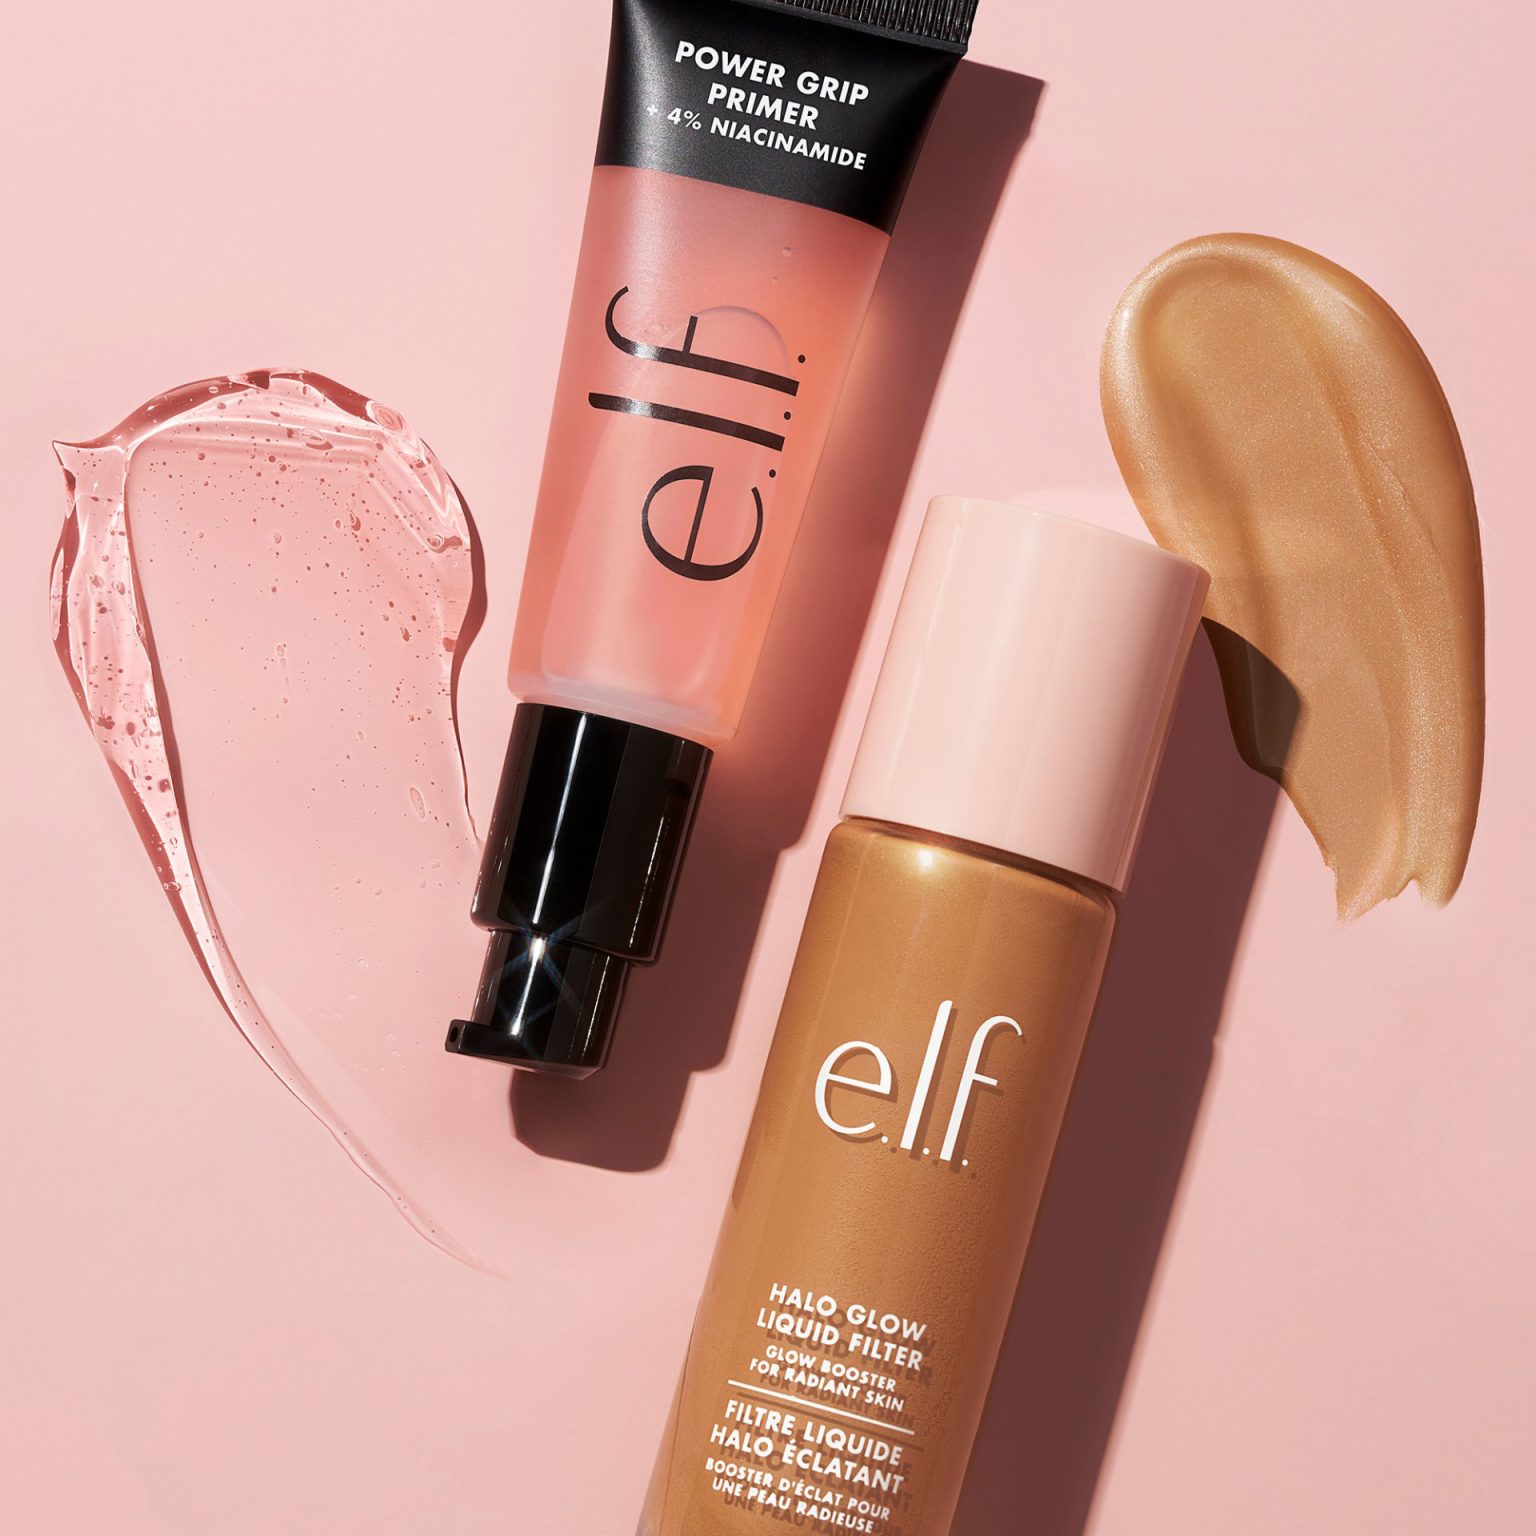 POWER GRIP
PRIMER
+ 4% NIACINAMIDE
e.l.f.
e.l.f.
HALO GLOW
LIQUID FILTER
GLOW BOOSTER
FOR RADIANT SKIN
FILTRE LIQUIDE
HALO ÉCLATANT
BOOSTER D'ÉCLAT POUR
UNE PEAU RADIEUSE